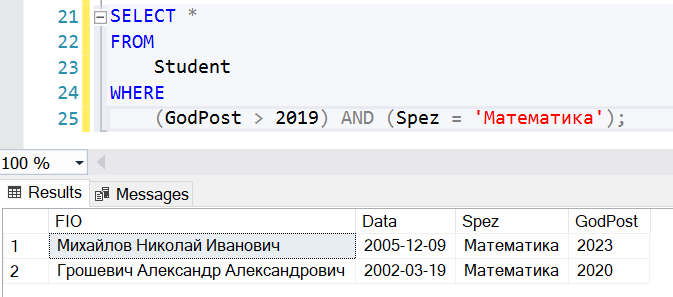 21 SELECT *
22 FROM
23 Student
24 WHERE
25 (GodPost > 2019) AND (Spez = 'Математика');
100 %
Results Messages
FIO Data Spez GodPost
1 Михайлов Николай Иванович 2005-12-09 Математика 2023
2 Грошевич Александр Александрович 2002-03-19 Математика 2020